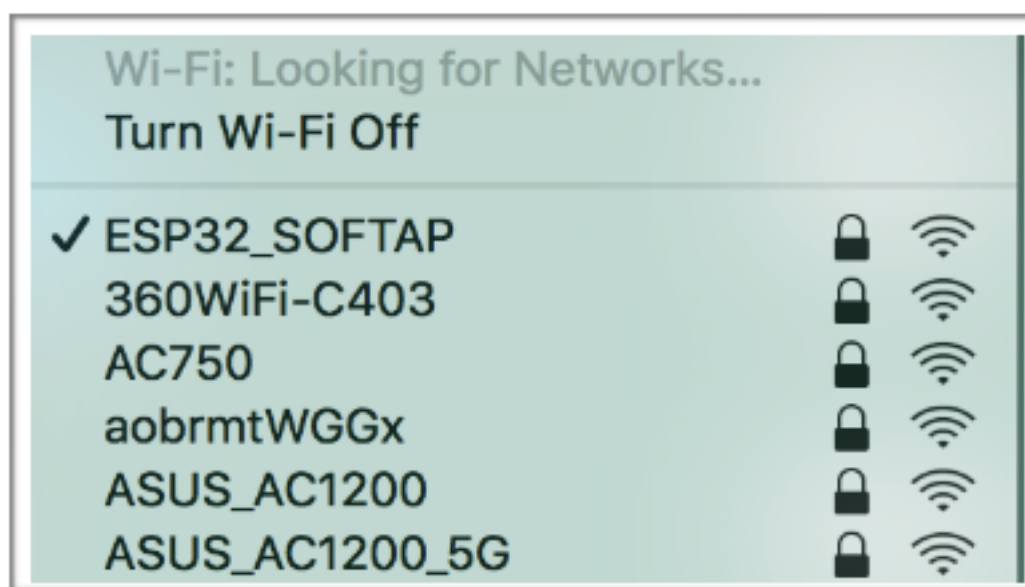 Wi-Fi: Looking for Networks...
Turn Wi-Fi Off
ESP32_SOFTAP
360WiFi-C403
AC750
aobrmtWGGx
ASUS_AC1200
ASUS_AC1200_5G